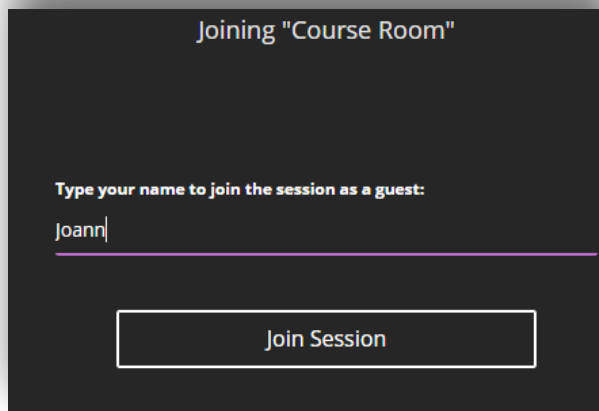 Joining "Course Room"
Type your name to join the session as a guest:
Joann
Join Session